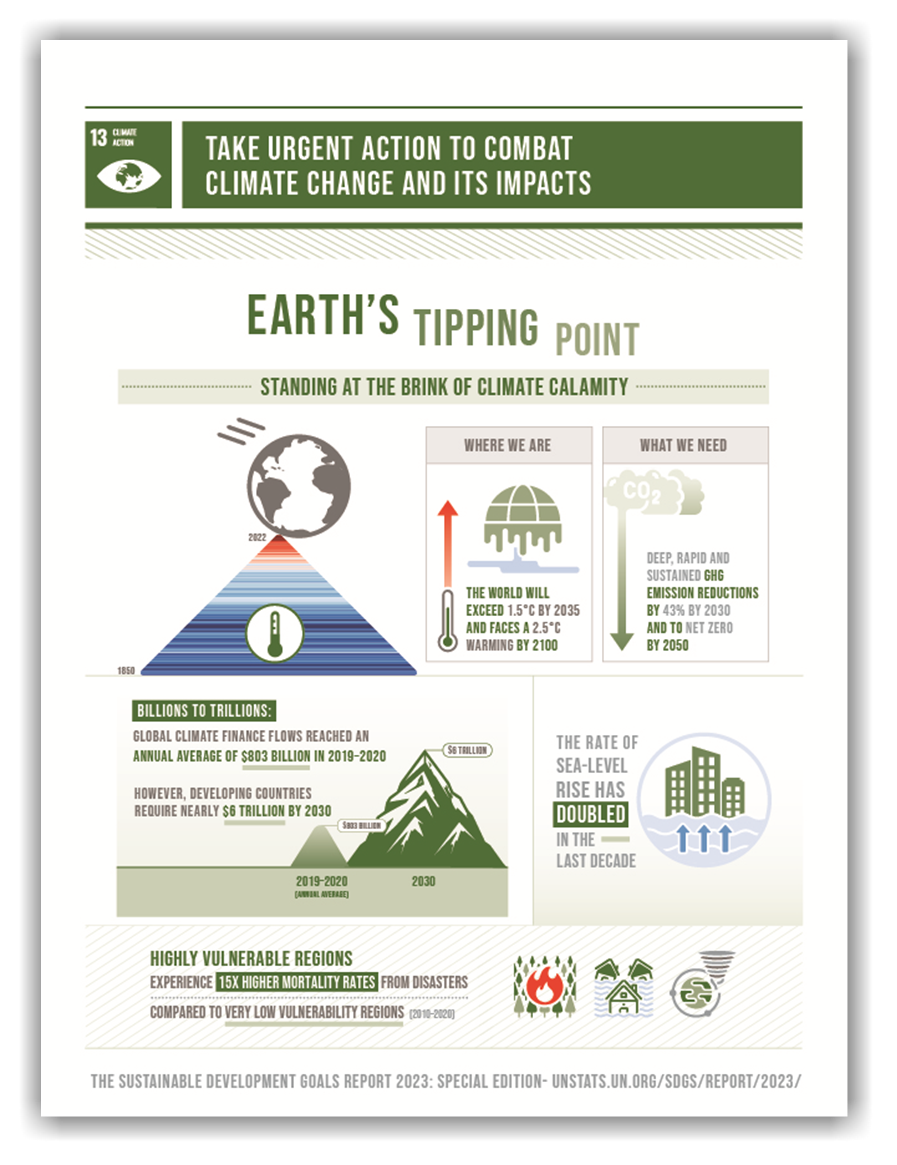 13 CLIMATE
ACTION
TAKE URGENT ACTION TO COMBAT
CLIMATE CHANGE AND ITS IMPACTS
EARTH'S TIPPING POINT
STANDING AT THE BRINK OF CLIMATE CALAMITY
2022
1850
WHERE WE ARE
THE WORLD WILL
EXCEED 1.5°C BY 2035
AND FACES A 2.5°C
WARMING BY 2100
WHAT WE NEED
CO2
DEEP, RAPID AND
SUSTAINED GHG
EMISSION REDUCTIONS
BY 43% BY 2030
AND TO NET ZERO
BY 2050
BILLIONS TO TRILLIONS:
GLOBAL CLIMATE FINANCE FLOWS REACHED AN
ANNUAL AVERAGE OF $803 BILLION IN 2019-2020
HOWEVER, DEVELOPING COUNTRIES
REQUIRE NEARLY $6 TRILLION BY 2030
$6 TRILLION
$803 BILLION
2019-2020
(ANNUAL AVERAGE)
2030
THE RATE OF
SEA-LEVEL
RISE HAS
DOUBLED
IN THE
LAST DECADE
HIGHLY VULNERABLE REGIONS
EXPERIENCE 15X HIGHER MORTALITY RATES FROM DISASTERS
COMPARED TO VERY LOW VULNERABILITY REGIONS (2010-2020)
THE SUSTAINABLE DEVELOPMENT GOALS REPORT 2023: SPECIAL EDITION- UNSTATS.UN.ORG/SDGS/REPORT/2023/